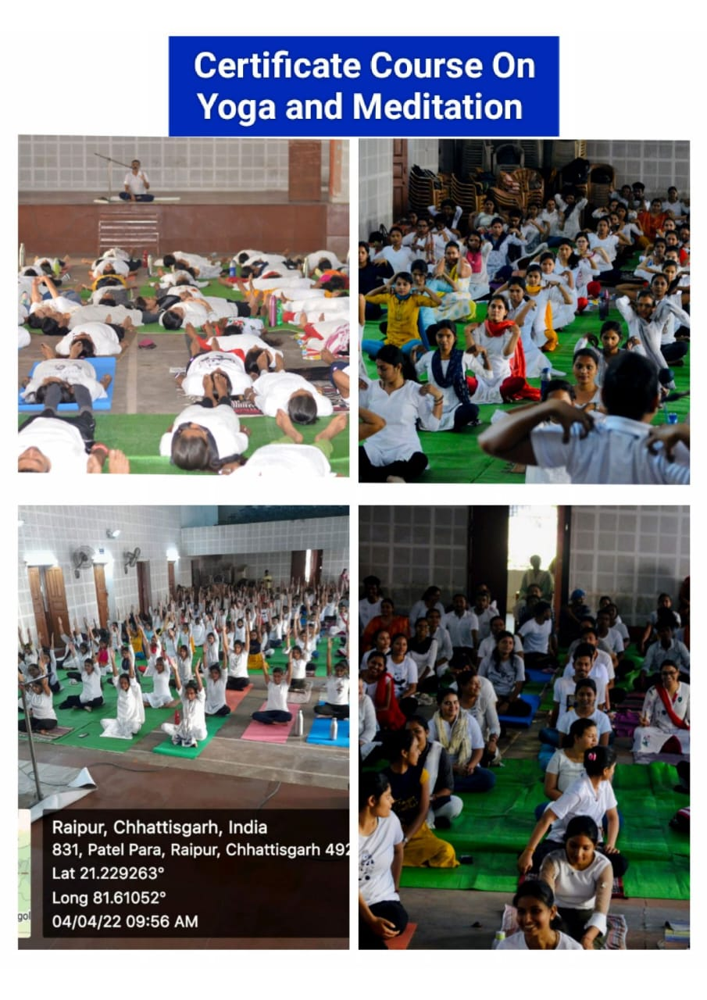 Certificate Course On
Yoga and Meditation
Raipur, Chhattisgarh, India
831, Patel Para, Raipur, Chhattisgarh 492
Lat 21.229263°
Long 81.61052°
04/04/22 09:56 AM
gol